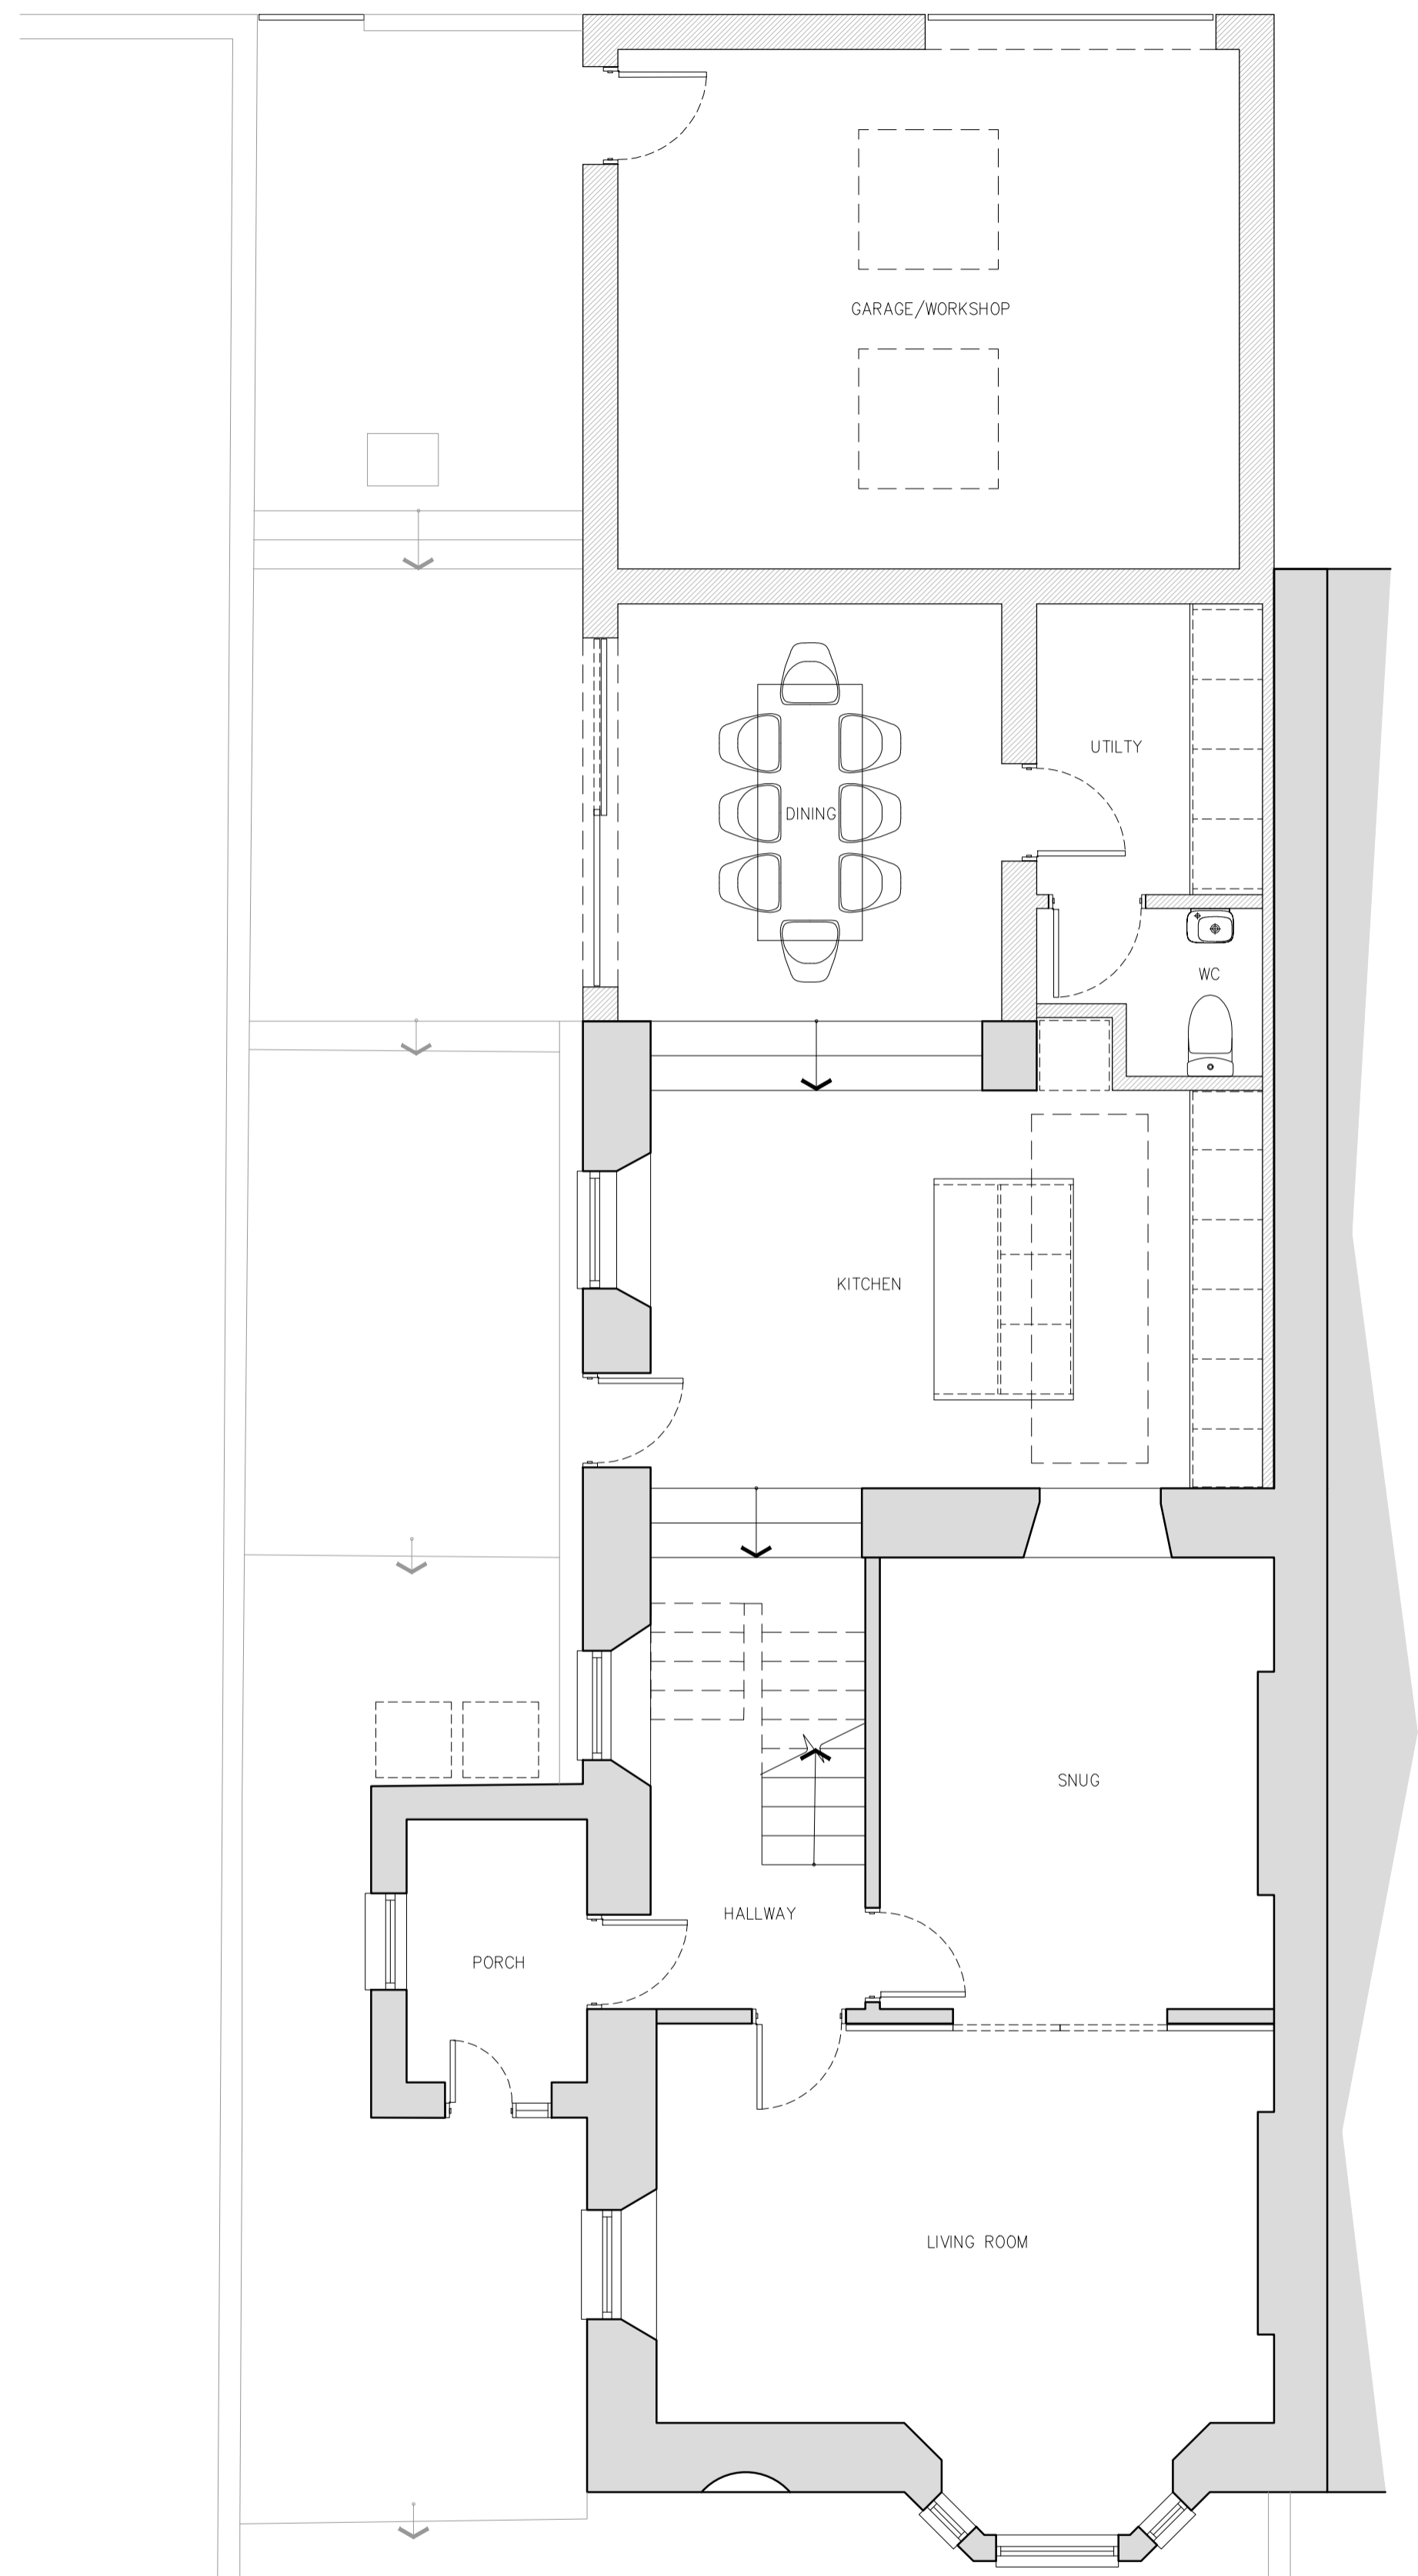 GARAGE/WORKSHOP
UTILTY
DINING
WC
KITCHEN
SNUG
HALLWAY
PORCH
LIVING ROOM